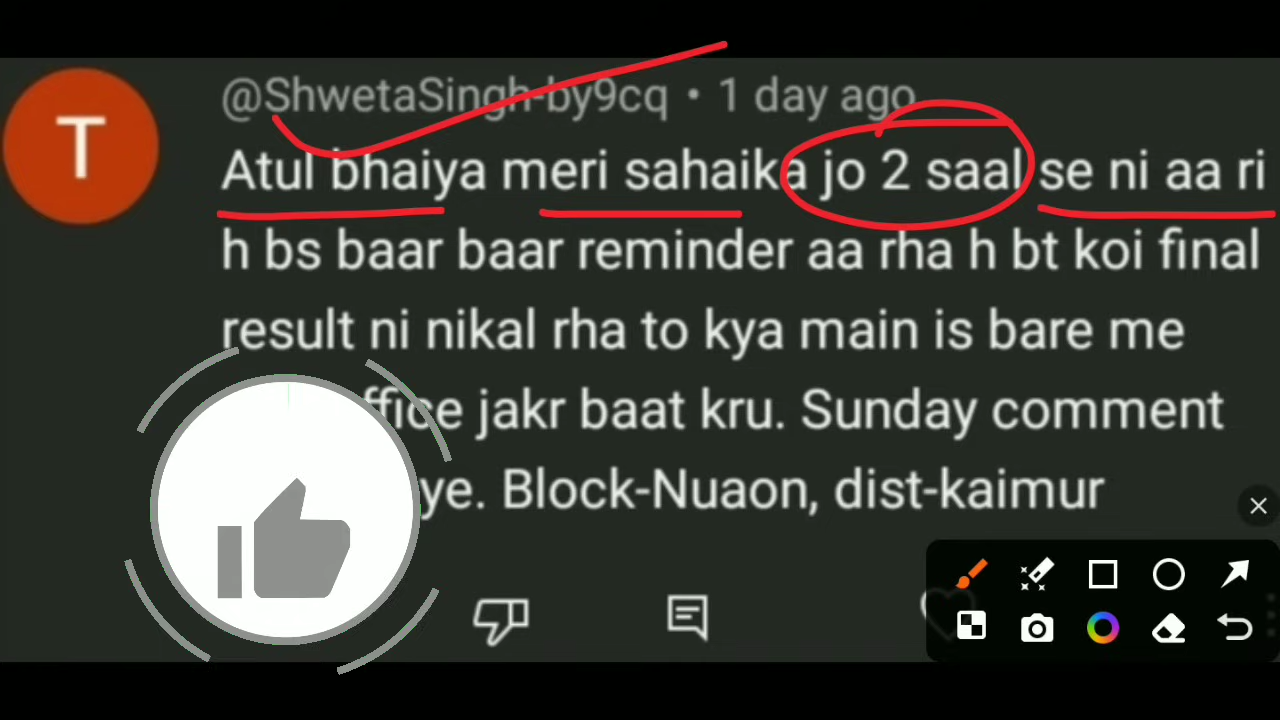 T
@ShwetaSingh-by9cq • 1 day ago
Atul bhaiya meri sahaika jo 2 saal se ni aa ri
h bs baar baar reminder aa rha h bt koi final
result ni nikal rha to kya main is bare me
jakr baat kru. Sunday comment
Block-Nuaon, dist-kaimur